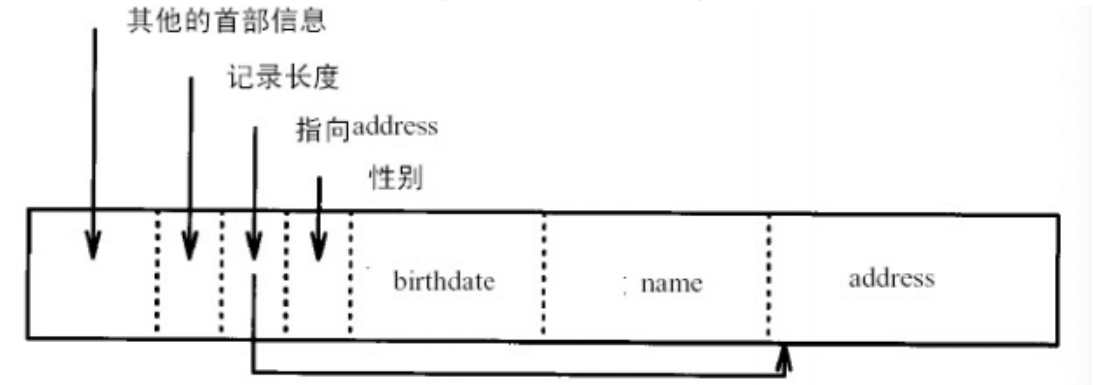 其他的首部信息
记录长度
指向address
性别
birthdate
name
address